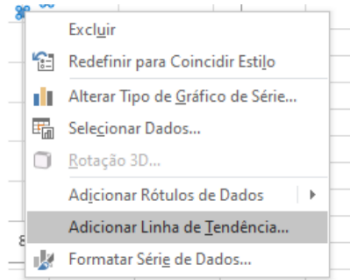 Excluir
Redefinir para Coincidir Estilo
Alterar Tipo de Gráfico de Série...
Selecionar Dados...
Rotação 3D...
Adicionar Rótulos de Dados
Adicionar Linha de Tendência...
Formatar Série de Dados...